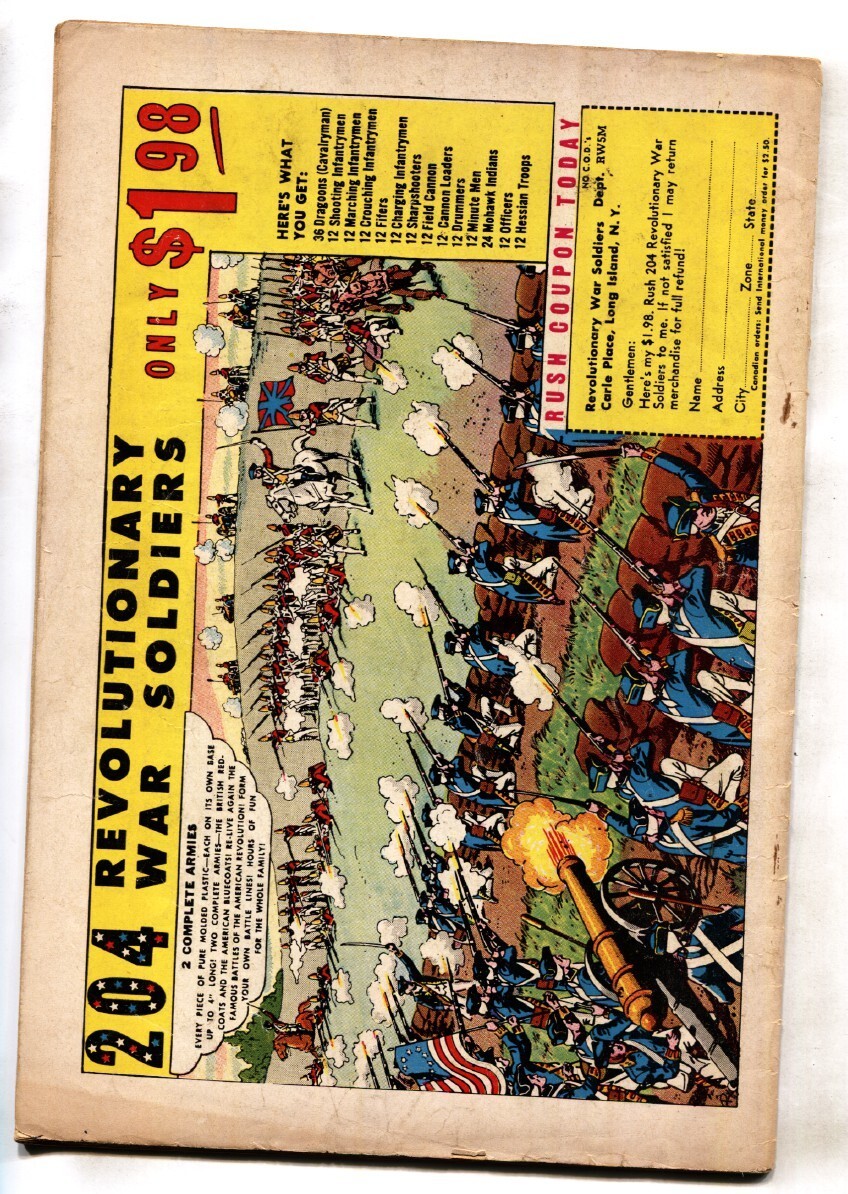 204 REVOLUTIONARY
WAR SOLDIERS
ONLY $1 98
2 COMPLETE ARMIES
EVERY PIECE OF PURE MOLDED PLASTIC—EACH ON ITS OWN BASE
UP TO 4" LONG! TWO COMPLETE ARMIES—THE BRITISH RED-
COATS AND THE AMERICAN BLUECOATS! RE-LIVE AGAIN THE
FAMOUS BATTLES OF THE AMERICAN REVOLUTION! FORM
YOUR OWN BATTLE LINES! HOURS OF FUN
FOR THE WHOLE FAMILY!
HERE'S WHAT
YOU GET:
36 Dragoons (Cavalryman)
12 Shooting Infantrymen
12 Marching Infantrymen
12 Crouching Infantrymen
12 Fifers
12 Charging Infantrymen
12 Sharpshooters
12 Field Cannon
12 Cannon Loaders
12 Drummers
12 Minute Men
24 Mohawk Indians
12 Officers
12 Hessian Troops
RUSH COUPON TODAY
NO C.O.D.'s
Revolutionary War Soldiers Dept. RW5M
Carle Place, Long Island, N. Y.
Gentlemen:
Here's my $1.98. Rush 204 Revolutionary War
Soldiers to me. If not satisfied I may return
merchandise for full refund!
Name
Address
City Zone State
Canadian orders: Send International money order for $2.50.